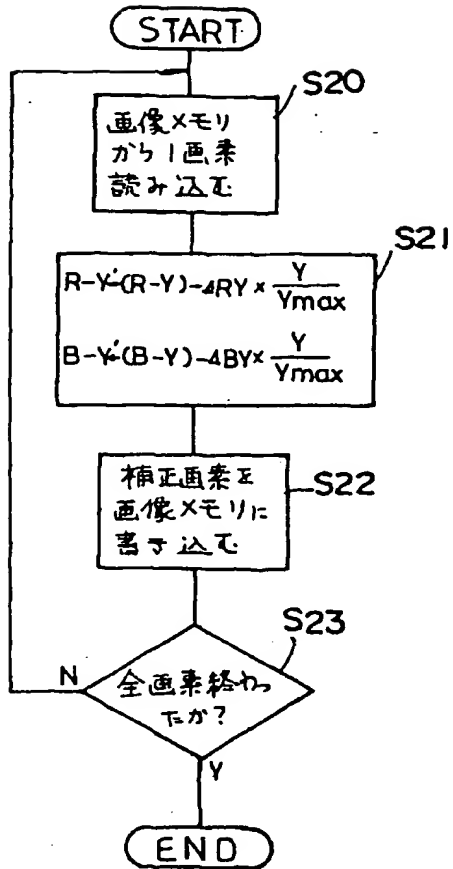 START
S20
画像メモリ
から1画素
読み込む
S21
R-Y'←(R-Y)-⊿RY×Y/Ymax
B-Y'←(B-Y)-⊿BY×Y/Ymax
補正画素を
画像メモリに
書き込む
S22
S23
全画素終わっ
たか?
N
Y
END